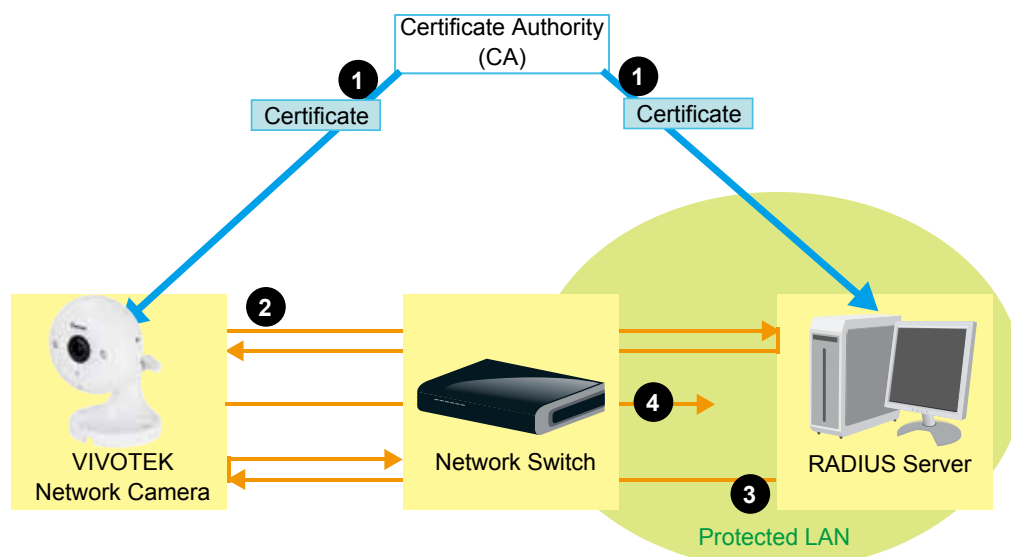 Certificate Authority
(CA)
1
1
Certificate
Certificate
2
4
VIVOTEK
Network Camera
Network Switch
RADIUS Server
3
Protected LAN